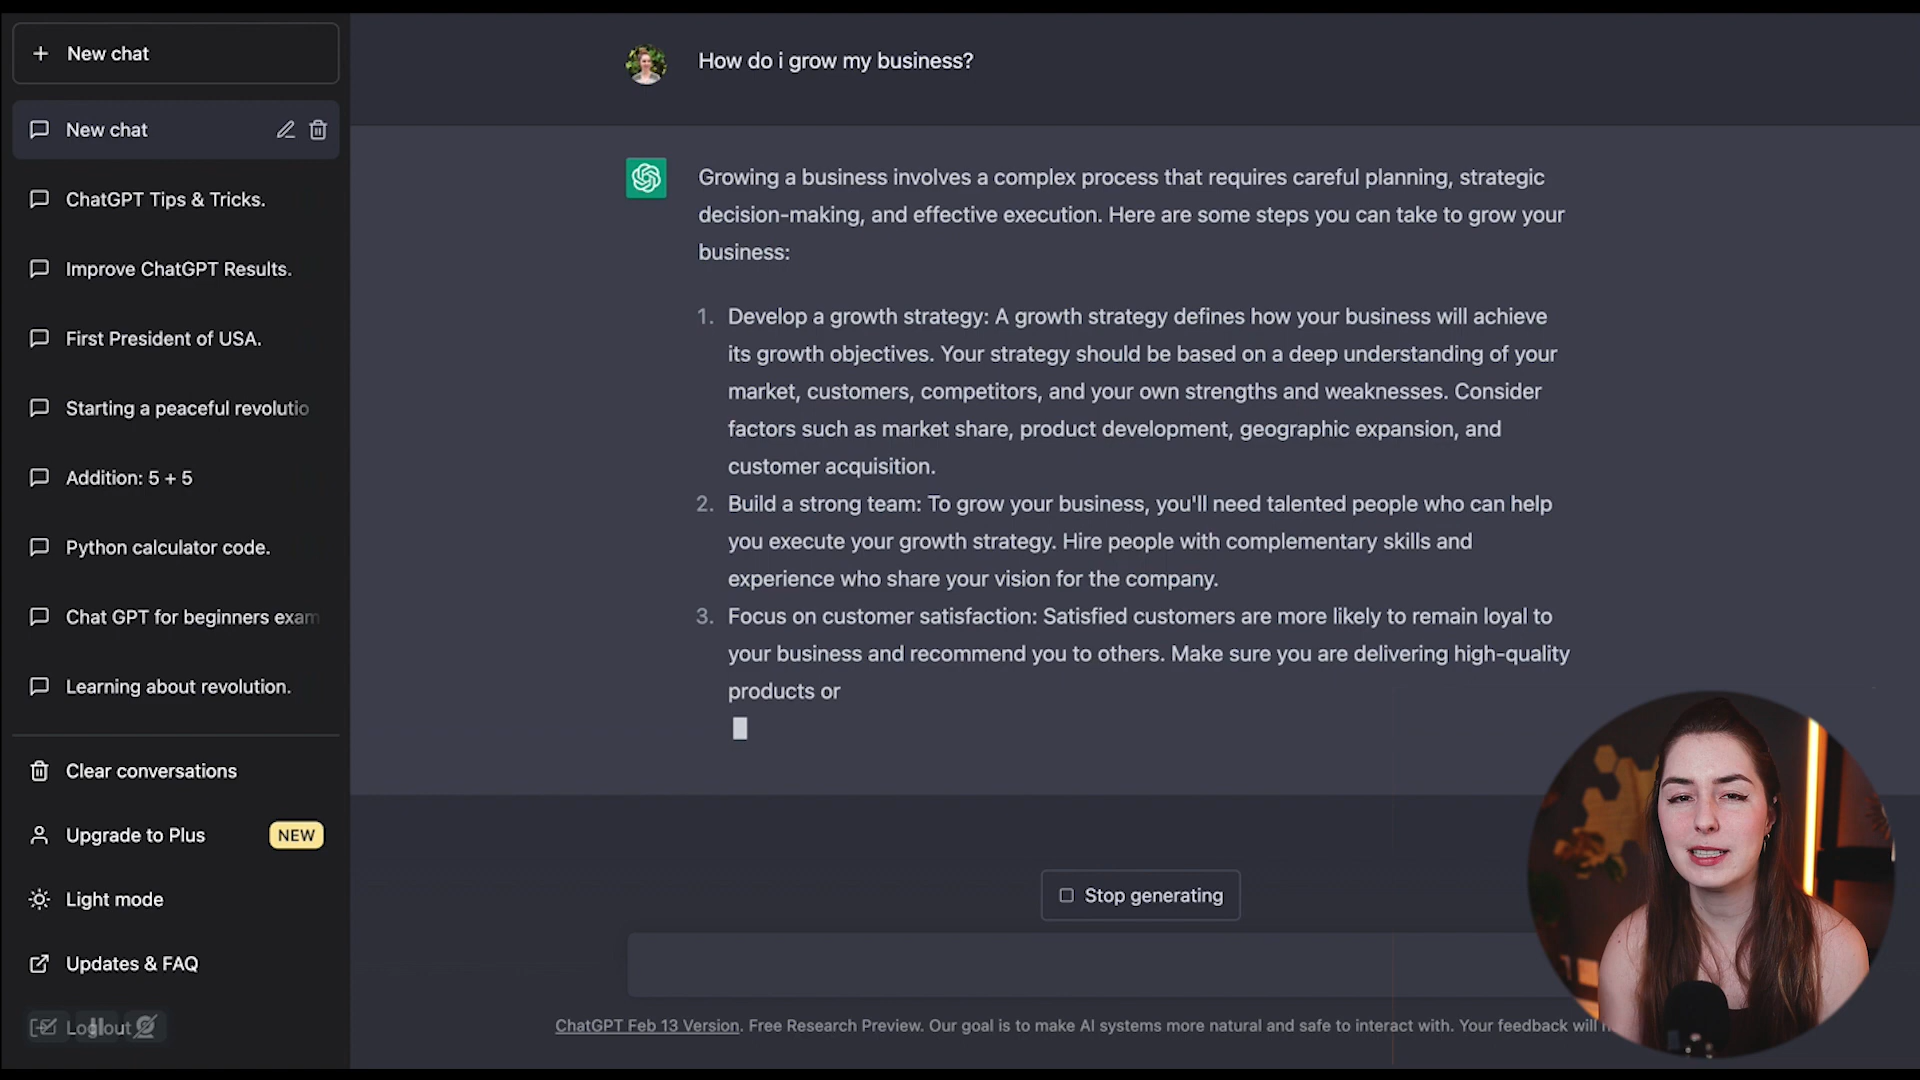 New chat
New chat
ChatGPT Tips & Tricks.
Improve ChatGPT Results.
First President of USA.
Starting a peaceful revolutio
Addition: 5 + 5
Python calculator code.
Chat GPT for beginners exam
Learning about revolution.
Clear conversations
Upgrade to Plus
NEW
Light mode
Updates & FAQ
Log out
How do i grow my business?
Growing a business involves a complex process that requires careful planning, strategic
decision-making, and effective execution. Here are some steps you can take to grow your
business:
1. Develop a growth strategy: A growth strategy defines how your business will achieve
its growth objectives. Your strategy should be based on a deep understanding of your
market, customers, competitors, and your own strengths and weaknesses. Consider
factors such as market share, product development, geographic expansion, and
customer acquisition.
2. Build a strong team: To grow your business, you'll need talented people who can help
you execute your growth strategy. Hire people with complementary skills and
experience who share your vision for the company.
3. Focus on customer satisfaction: Satisfied customers are more likely to remain loyal to
your business and recommend you to others. Make sure you are delivering high-quality
products or
Stop generating
ChatGPT Feb 13 Version. Free Research Preview. Our goal is to make AI systems more natural and safe to interact with. Your feedback will